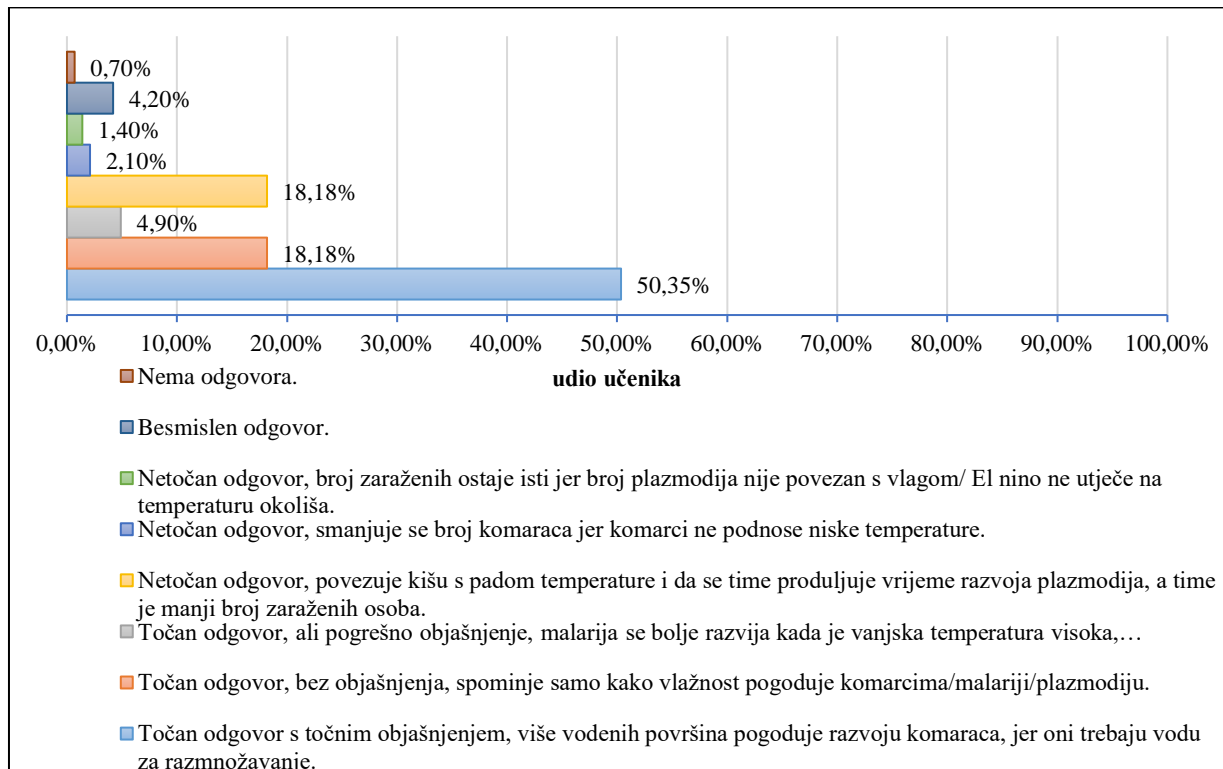 0,70%
4,20%
1,40%
2,10%
18,18%
4,90%
18,18%
50,35%
0,00% 10,00% 20,00% 30,00% 40,00% 50,00% 60,00% 70,00% 80,00% 90,00% 100,00%
udio učenika
Nema odgovora.
Besmislen odgovor.
Netočan odgovor, broj zaraženih ostaje isti jer broj plazmodija nije povezan s vlagom/ El nino ne utječe na
temperaturu okoliša.
Netočan odgovor, smanjuje se broj komaraca jer komarci ne podnose niske temperature.
Netočan odgovor, povezuje kišu s padom temperature i da se time produljuje vrijeme razvoja plazmodija, a time
je manji broj zaraženih osoba.
Točan odgovor, ali pogrešno objašnjenje, malarija se bolje razvija kada je vanjska temperatura visoka,…
Točan odgovor, bez objašnjenja, spominje samo kako vlažnost pogoduje komarcima/malariji/plazmodiju.
Točan odgovor s točnim objašnjenjem, više vodenih površina pogoduje razvoju komaraca, jer oni trebaju vodu
za razmnožavanje.